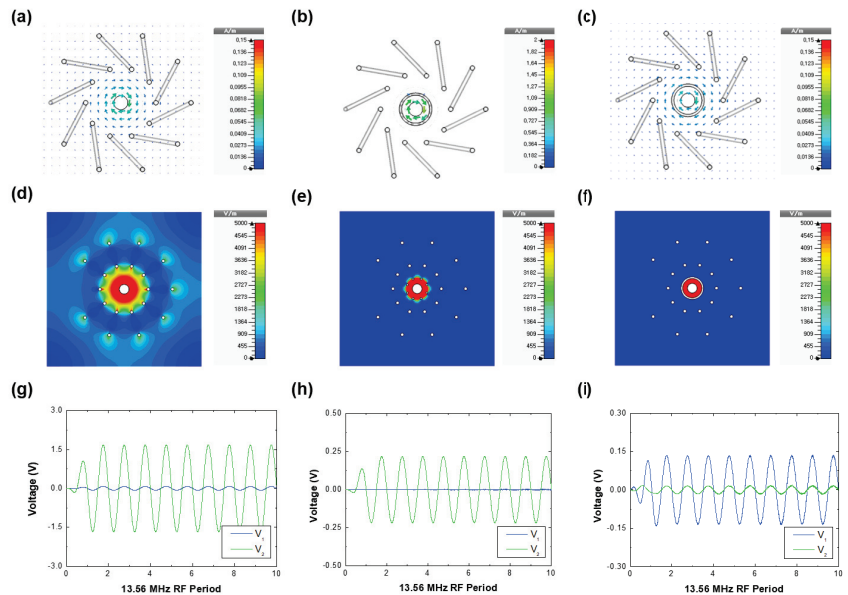 (a)
A/m
0,15
0,136
0,123
0,109
0,0955
0,0818
0,0682
0,0545
0,0409
0,0273
0,0136
0
(b)
A/m
2
1.82
1.64
1.45
1.27
1.09
0.909
0.727
0.545
0.364
0.182
0
(c)
A/m
0,15
0,136
0,123
0,109
0,0955
0,0818
0,0682
0,0545
0,0409
0,0273
0,0136
0
(d)
V/m
5000
4545
4091
3636
3182
2727
2273
1818
1364
909
455
0
(e)
V/m
5000
4545
4091
3636
3182
2727
2273
1818
1364
909
455
0
(f)
V/m
5000
4545
4091
3636
3182
2727
2273
1818
1364
909
455
0
(g)
Voltage (V)
3.0
1.5
0.0
-1.5
-3.0
0 2 4 6 8 10
13.56 MHz RF Period
V1
V2
(h)
Voltage (V)
0.50
0.25
0.00
-0.25
-0.50
0 2 4 6 8 10
13.56 MHz RF Period
V1
V2
(i)
Voltage (V)
0.30
0.15
0.00
-0.15
-0.30
0 2 4 6 8 10
13.56 MHz RF Period
V1
V2